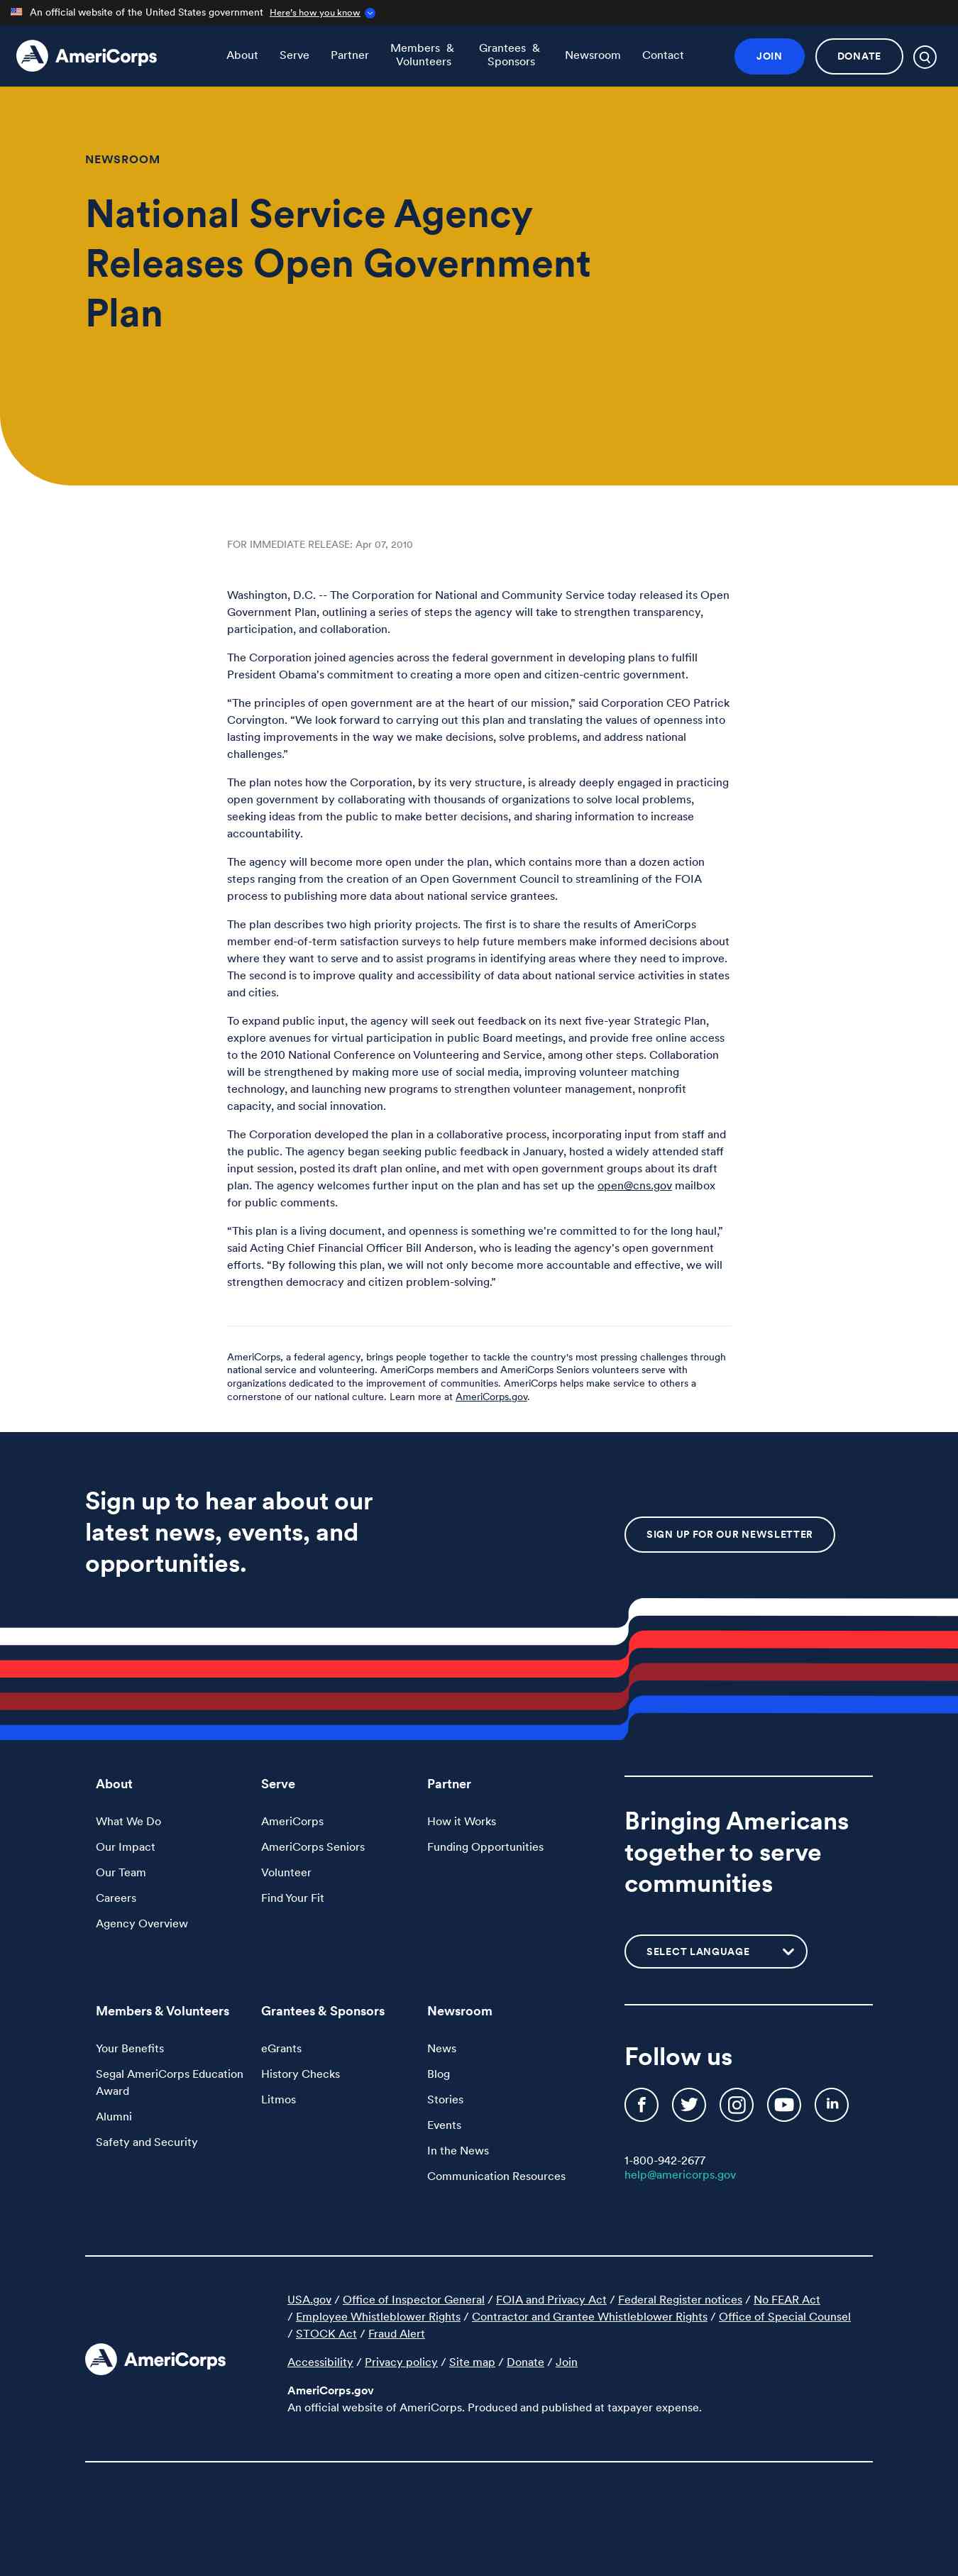 An official website of the United States government Here's how you know
AmeriCorps
About
Serve
Partner
Members &
Volunteers
Grantees &
Sponsors
Newsroom
Contact
JOIN
DONATE
NEWSROOM
National Service Agency
Releases Open Government
Plan
FOR IMMEDIATE RELEASE: Apr 07, 2010
Washington, D.C. -- The Corporation for National and Community Service today released its Open
Government Plan, outlining a series of steps the agency will take to strengthen transparency,
participation, and collaboration.
The Corporation joined agencies across the federal government in developing plans to fulfill
President Obama's commitment to creating a more open and citizen-centric government.
“The principles of open government are at the heart of our mission,” said Corporation CEO Patrick
Corvington. “We look forward to carrying out this plan and translating the values of openness into
lasting improvements in the way we make decisions, solve problems, and address national
challenges.”
The plan notes how the Corporation, by its very structure, is already deeply engaged in practicing
open government by collaborating with thousands of organizations to solve local problems,
seeking ideas from the public to make better decisions, and sharing information to increase
accountability.
The agency will become more open under the plan, which contains more than a dozen action
steps ranging from the creation of an Open Government Council to streamlining of the FOIA
process to publishing more data about national service grantees.
The plan describes two high priority projects. The first is to share the results of AmeriCorps
member end-of-term satisfaction surveys to help future members make informed decisions about
where they want to serve and to assist programs in identifying areas where they need to improve.
The second is to improve quality and accessibility of data about national service activities in states
and cities.
To expand public input, the agency will seek out feedback on its next five-year Strategic Plan,
explore avenues for virtual participation in public Board meetings, and provide free online access
to the 2010 National Conference on Volunteering and Service, among other steps. Collaboration
will be strengthened by making more use of social media, improving volunteer matching
technology, and launching new programs to strengthen volunteer management, nonprofit
capacity, and social innovation.
The Corporation developed the plan in a collaborative process, incorporating input from staff and
the public. The agency began seeking public feedback in January, hosted a widely attended staff
input session, posted its draft plan online, and met with open government groups about its draft
plan. The agency welcomes further input on the plan and has set up the open@cns.gov mailbox
for public comments.
“This plan is a living document, and openness is something we're committed to for the long haul,”
said Acting Chief Financial Officer Bill Anderson, who is leading the agency's open government
efforts. “By following this plan, we will not only become more accountable and effective, we will
strengthen democracy and citizen problem-solving.”
AmeriCorps, a federal agency, brings people together to tackle the country's most pressing challenges through
national service and volunteering. AmeriCorps members and AmeriCorps Seniors volunteers serve with
organizations dedicated to the improvement of communities. AmeriCorps helps make service to others a
cornerstone of our national culture. Learn more at AmeriCorps.gov.
Sign up to hear about our
latest news, events, and
opportunities.
SIGN UP FOR OUR NEWSLETTER
About
What We Do
Our Impact
Our Team
Careers
Agency Overview
Serve
AmeriCorps
AmeriCorps Seniors
Volunteer
Find Your Fit
Partner
How it Works
Funding Opportunities
Bringing Americans
together to serve
communities
SELECT LANGUAGE
Members & Volunteers
Your Benefits
Segal AmeriCorps Education
Award
Alumni
Safety and Security
Grantees & Sponsors
eGrants
History Checks
Litmos
Newsroom
News
Blog
Stories
Events
In the News
Communication Resources
Follow us
1-800-942-2677
help@americorps.gov
AmeriCorps
USA.gov / Office of Inspector General / FOIA and Privacy Act / Federal Register notices / No FEAR Act
/ Employee Whistleblower Rights / Contractor and Grantee Whistleblower Rights / Office of Special Counsel
/ STOCK Act / Fraud Alert
Accessibility / Privacy policy / Site map / Donate / Join
AmeriCorps.gov
An official website of AmeriCorps. Produced and published at taxpayer expense.